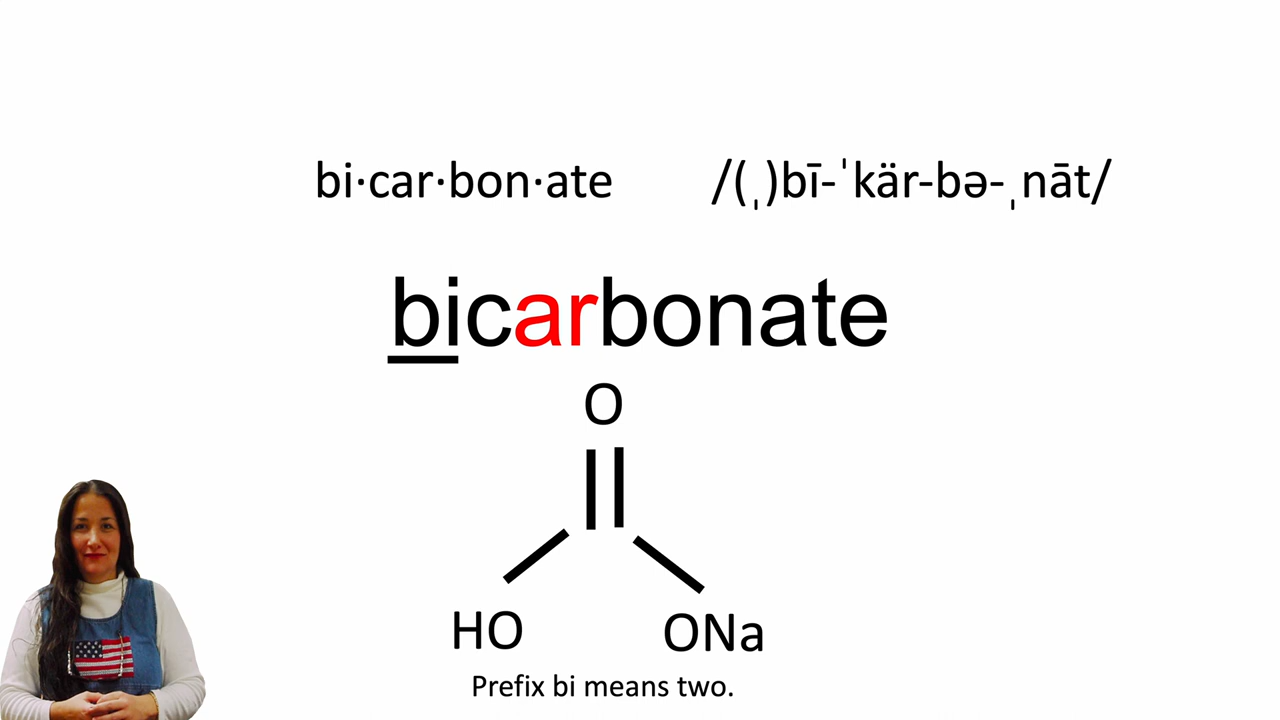 bi·car·bon·ate /(ˌ)bī-ˈkär-bə-ˌnāt/
bicarbonate
O
HO ONa
Prefix bi means two.